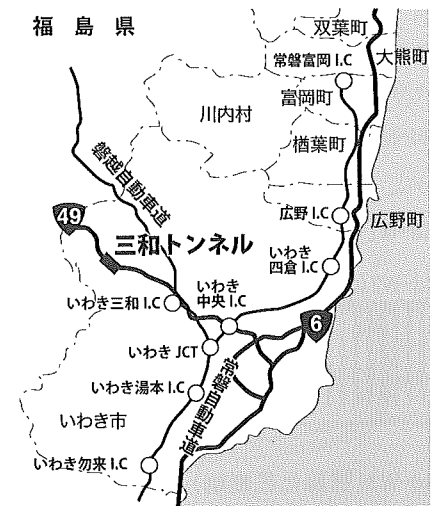 福島県
双葉町
大熊町
常磐富岡 I.C
富岡町
川内村
楢葉町
磐越自動車道
49
三和トンネル
広野 I.C
広野町
いわき
四倉 I.C
いわき
中央 I.C
いわき三和 I.C
6
いわき JCT
いわき湯本 I.C
常磐自動車道
いわき市
いわき勿来 I.C